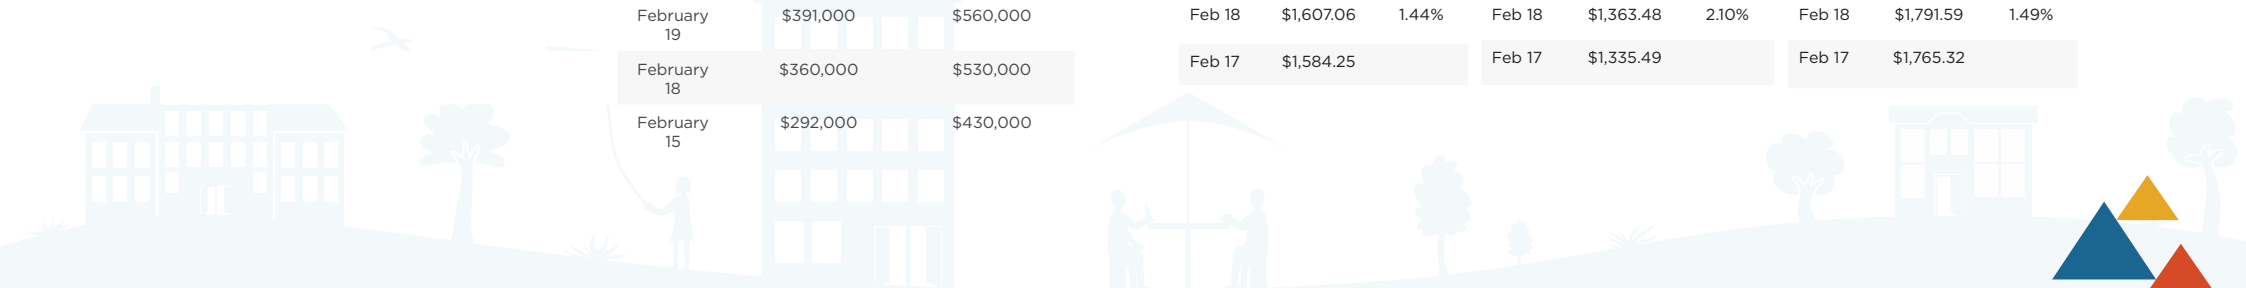 February $391,000 $560,000
19
February $360,000 $530,000
18
February $292,000 $430,000
15
Feb 18 $1,607.06 1.44%
Feb 17 $1,584.25
Feb 18 $1,363.48 2.10%
Feb 17 $1,335.49
Feb 18 $1,791.59 1.49%
Feb 17 $1,765.32